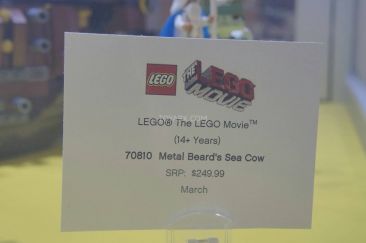 LEGO
THE LEGO MOVIE
LEGO® The LEGO Movie™
(14+ Years)
70810 Metal Beard's Sea Cow
SRP: $249.99
March